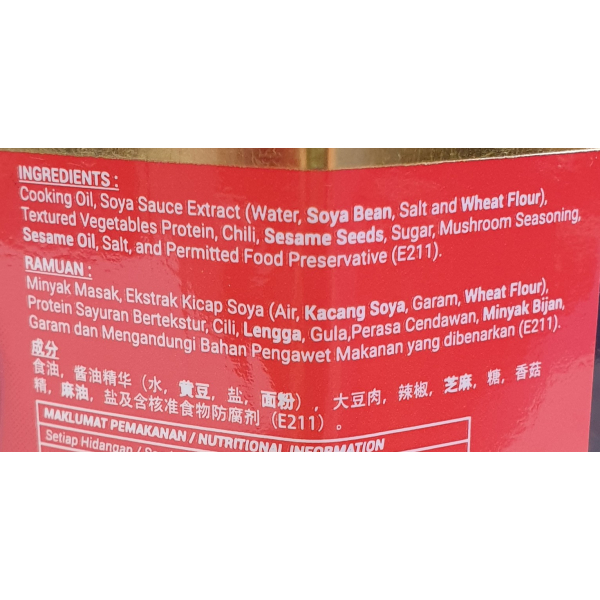 INGREDIENTS :
Cooking Oil, Soya Sauce Extract (Water, Soya Bean, Salt and Wheat Flour),
Textured Vegetables Protein, Chili, Sesame Seeds, Sugar, Mushroom Seasoning,
Sesame Oil, Salt, and Permitted Food Preservative (E211).
RAMUAN :
Minyak Masak, Ekstrak Kicap Soya (Air, Kacang Soya, Garam, Wheat Flour),
Protein Sayuran Bertekstur, Cili, Lengga, Gula,Perasa Cendawan, Minyak Bijan,
Garam dan Mengandungi Bahan Pengawet Makanan yang dibenarkan (E211).
成分
食油, 酱油精华 (水, 黄豆, 盐, 面粉) , 大豆肉, 辣椒, 芝麻, 糖, 香菇
精, 麻油, 盐及含核准食物防腐剂 (E211) 。
MAKLUMAT PEMAKANAN / NUTRITIONAL INFORMATION
Setiap Hidangan /